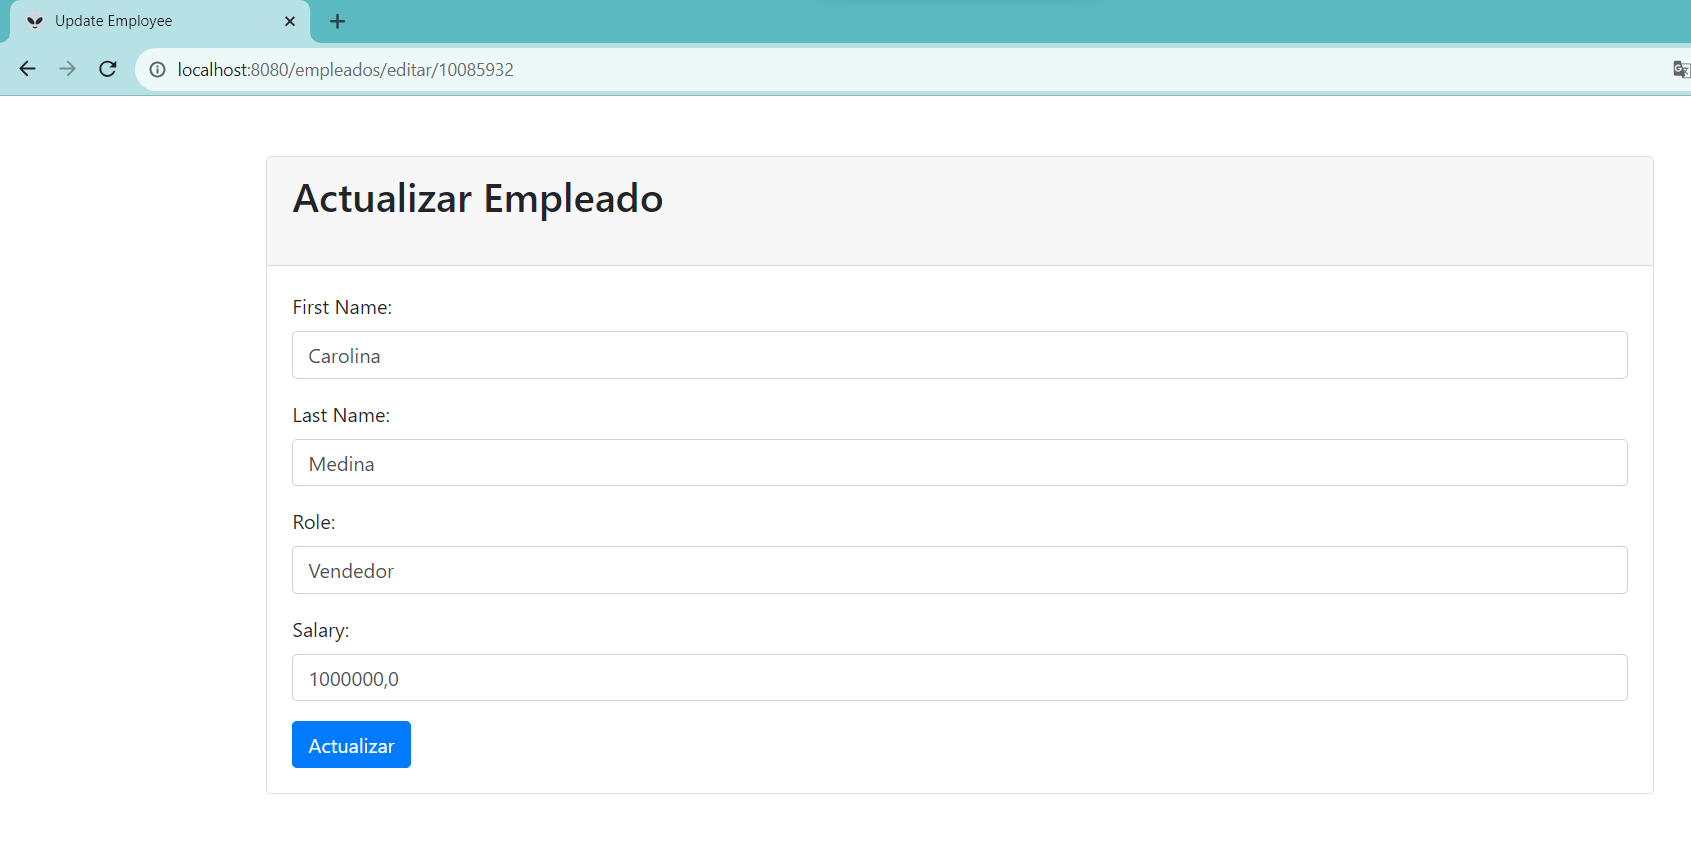 Update Employee
localhost:8080/empleados/editar/10085932
Actualizar Empleado
First Name:
Carolina
Last Name:
Medina
Role:
Vendedor
Salary:
1000000,0
Actualizar